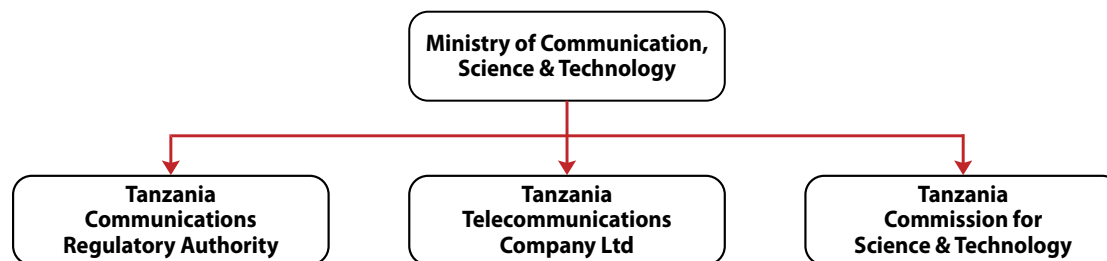 Ministry of Communication,
Science & Technology
Tanzania
Communications
Regulatory Authority
Tanzania
Telecommunications
Company Ltd
Tanzania
Commission for
Science & Technology